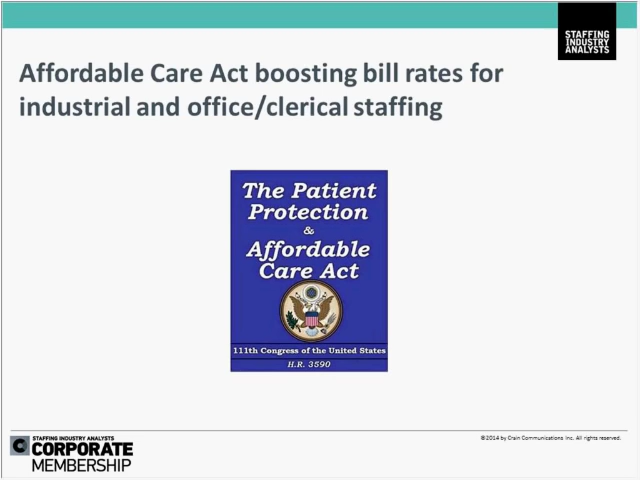 STAFFING
INDUSTRY
ANALYSTS
Affordable Care Act boosting bill rates for
industrial and office/clerical staffing
The Patient
Protection
&
Affordable
Care Act
111th Congress of the United States
H.R. 3590
©2014 by Crain Communications Inc. All rights reserved.
C
STAFFING INDUSTRY ANALYSTS
CORPORATE
MEMBERSHIP